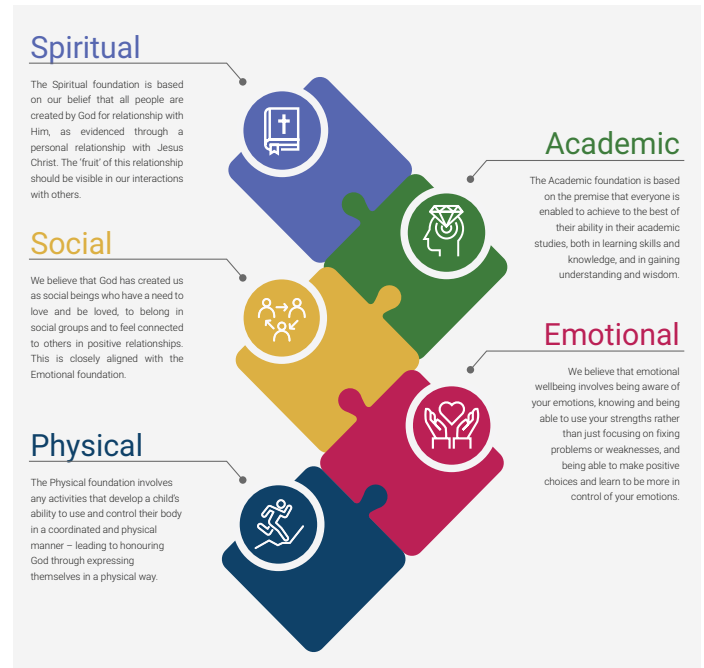 Spiritual
The Spiritual foundation is based
on our belief that all people are
created by God for relationship with
Him, as evidenced through a
personal relationship with Jesus
Christ. The ‘fruit’ of this relationship
should be visible in our interactions
with others.
Academic
The Academic foundation is based
on the premise that everyone is
enabled to achieve to the best of
their ability in their academic
studies, both in learning skills and
knowledge, and in gaining
understanding and wisdom.
Social
We believe that God has created us
as social beings who have a need to
love and be loved, to belong in
social groups and to feel connected
to others in positive relationships.
This is closely aligned with the
Emotional foundation.
Emotional
We believe that emotional
wellbeing involves being aware of
your emotions, knowing and being
able to use your strengths rather
than just focusing on fixing
problems or weaknesses, and
being able to make positive
choices and learn to be more in
control of your emotions.
Physical
The Physical foundation involves
any activities that develop a child's
ability to use and control their body
in a coordinated and physical
manner – leading to honouring
God through expressing
themselves in a physical way.